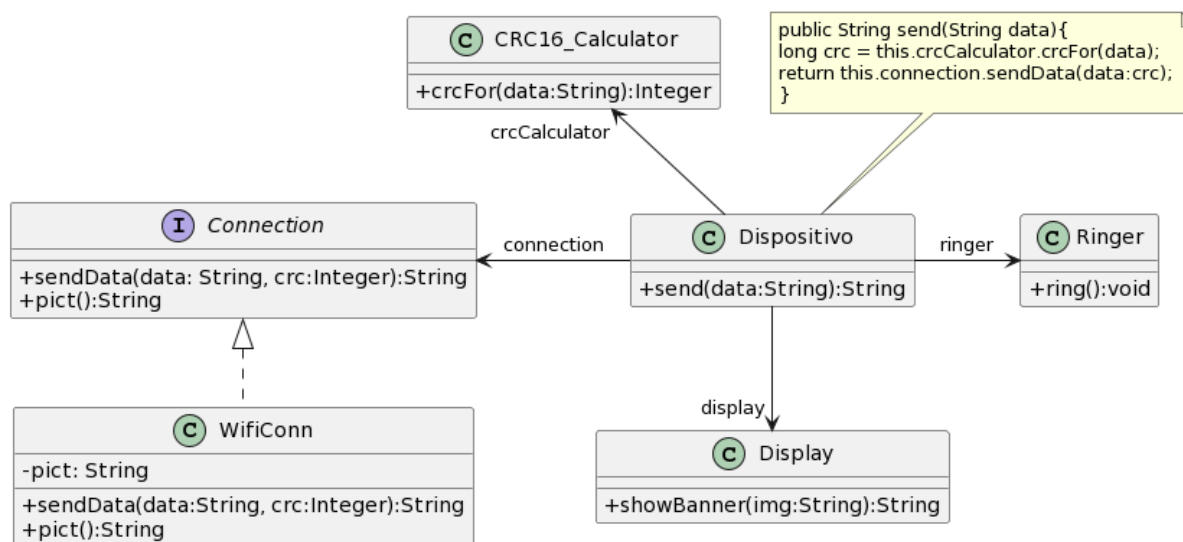 C CRC16_Calculator
+crcFor(data:String):Integer
public String send(String data){
long crc = this.crcCalculator.crcFor(data);
return this.connection.sendData(data:crc);
}
crcCalculator
I Connection
+sendData(data: String, crc:Integer):String
+pict():String
connection
C Dispositivo
+send(data:String):String
ringer
C Ringer
+ring():void
C WifiConn
-pict: String
+sendData(data:String, crc:Integer):String
+pict():String
display
C Display
+showBanner(img:String):String